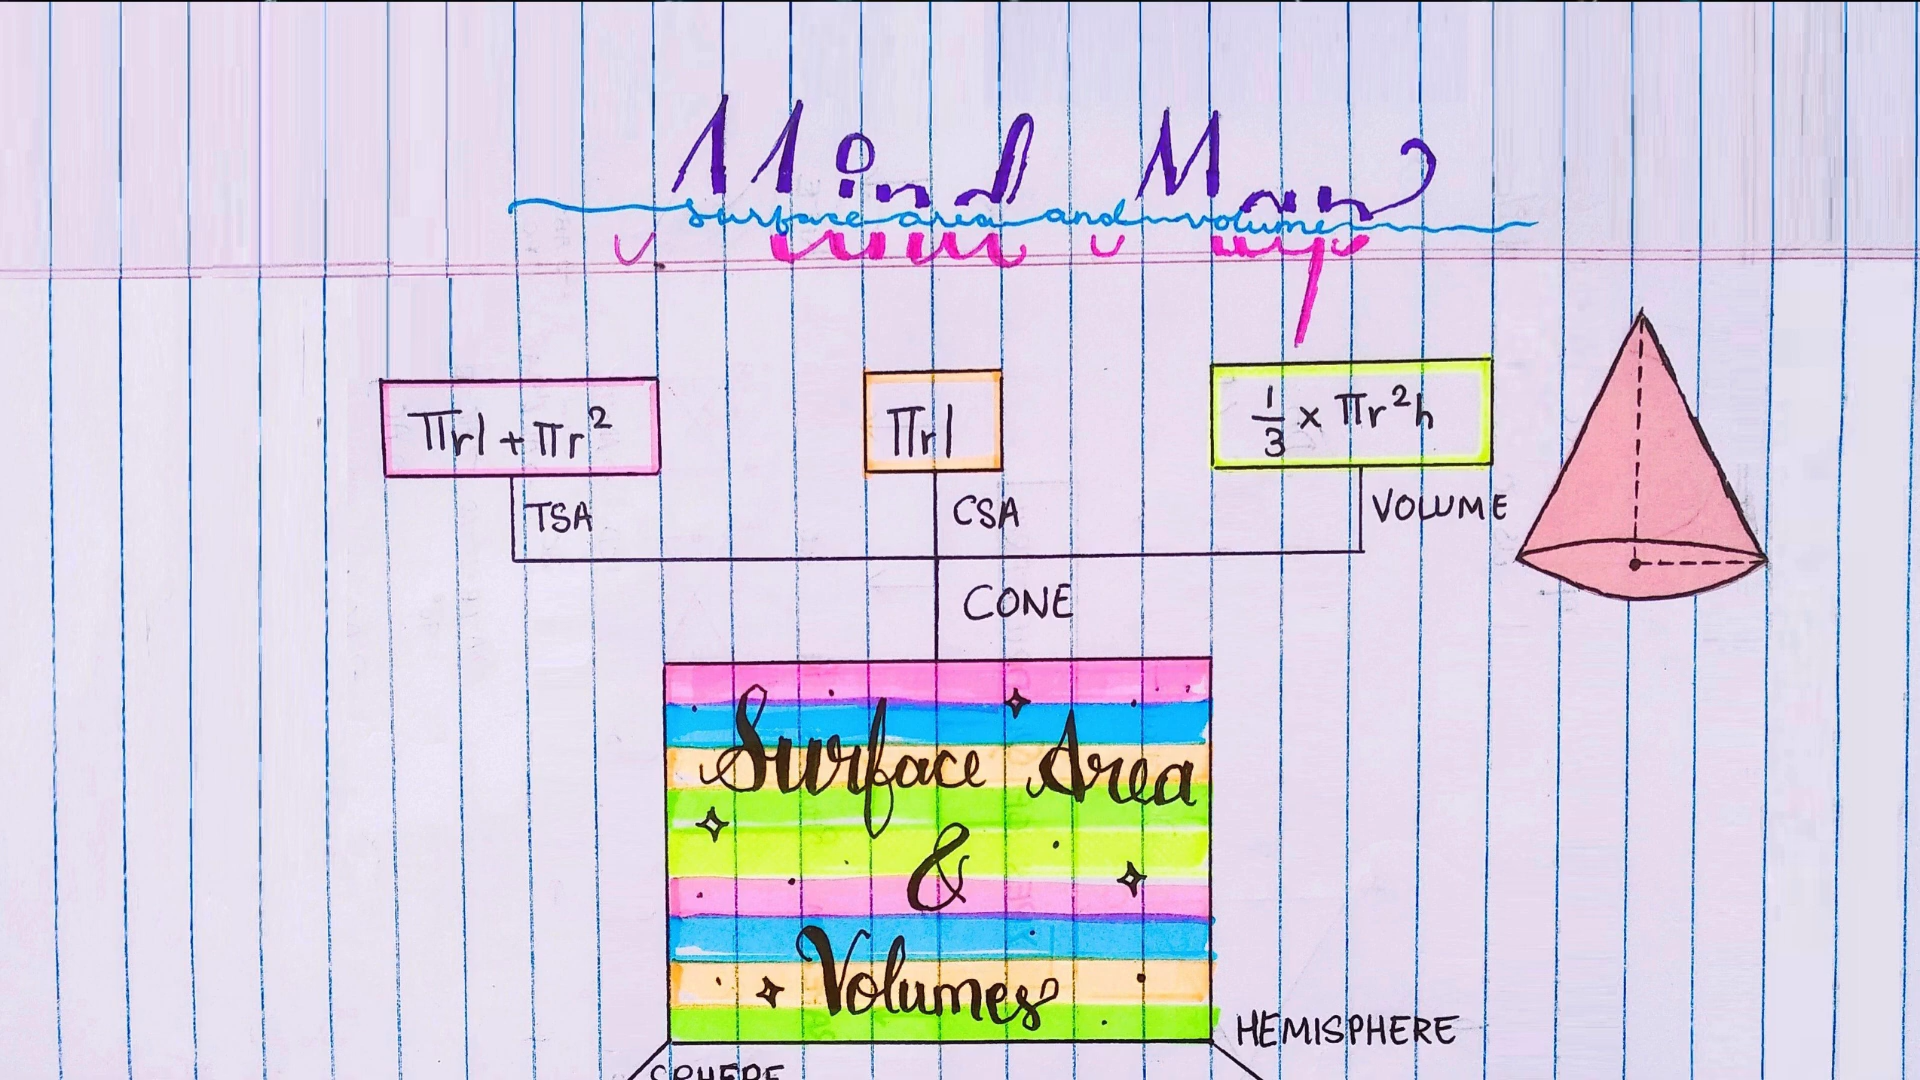 Mind Map
surface area and volume
πrl + πr²
πrl
1/3 × πr²h
TSA
CSA
VOLUME
CONE
Surface Area
&
Volumes
HEMISPHERE
SPHERE